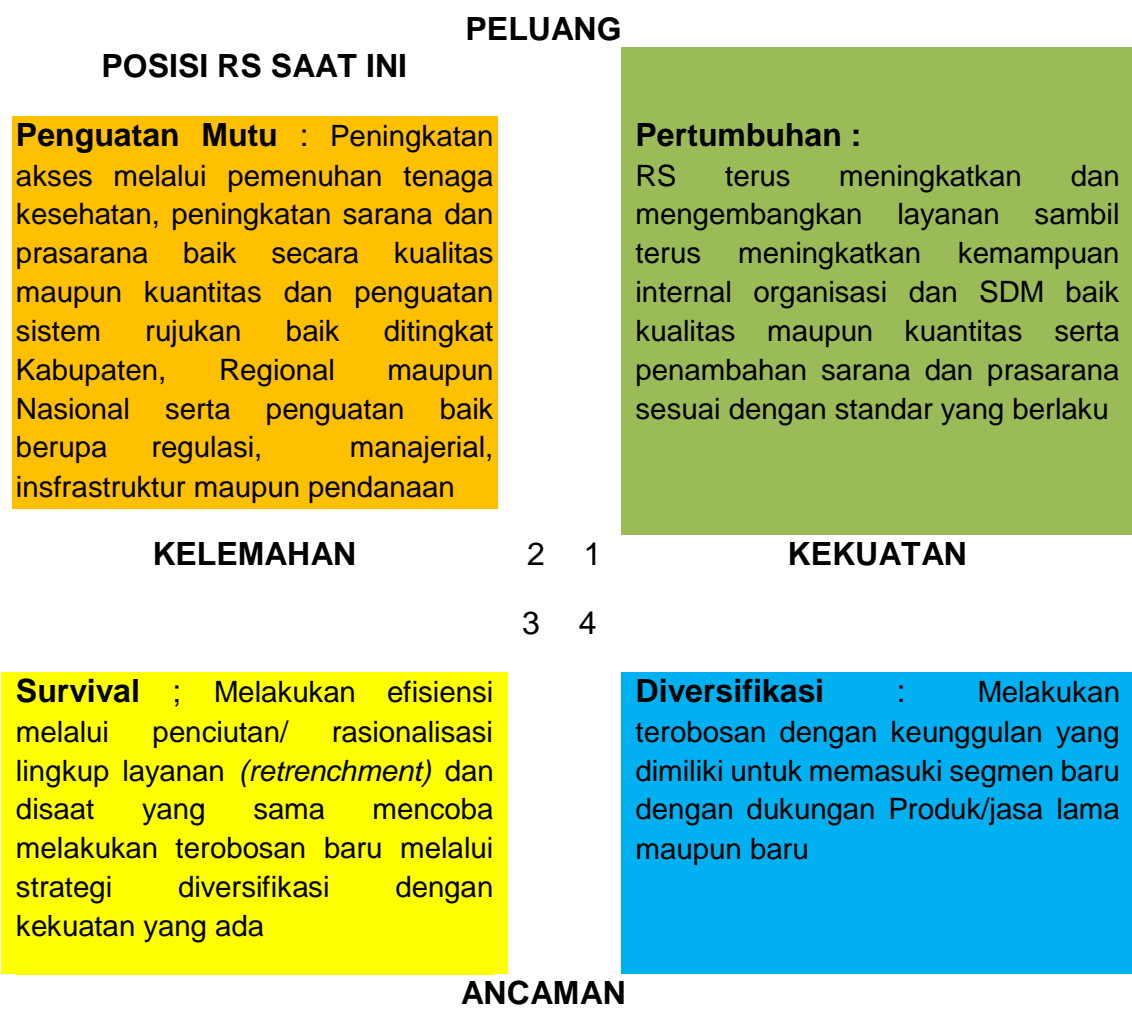 PELUANG
POSISI RS SAAT INI
Penguatan Mutu : Peningkatan
akses melalui pemenuhan tenaga
kesehatan, peningkatan sarana dan
prasarana baik secara kualitas
maupun kuantitas dan penguatan
sistem rujukan baik ditingkat
Kabupaten, Regional maupun
Nasional serta penguatan baik
berupa regulasi, manajerial,
insfrastruktur maupun pendanaan
Pertumbuhan :
RS terus meningkatkan dan
mengembangkan layanan sambil
terus meningkatkan kemampuan
internal organisasi dan SDM baik
kualitas maupun kuantitas serta
penambahan sarana dan prasarana
sesuai dengan standar yang berlaku
KELEMAHAN 2 1 KEKUATAN
3 4
Survival ; Melakukan efisiensi
melalui penciutan/ rasionalisasi
lingkup layanan (retrenchment) dan
disaat yang sama mencoba
melakukan terobosan baru melalui
strategi diversifikasi dengan
kekuatan yang ada
Diversifikasi : Melakukan
terobosan dengan keunggulan yang
dimiliki untuk memasuki segmen baru
dengan dukungan Produk/jasa lama
maupun baru
ANCAMAN